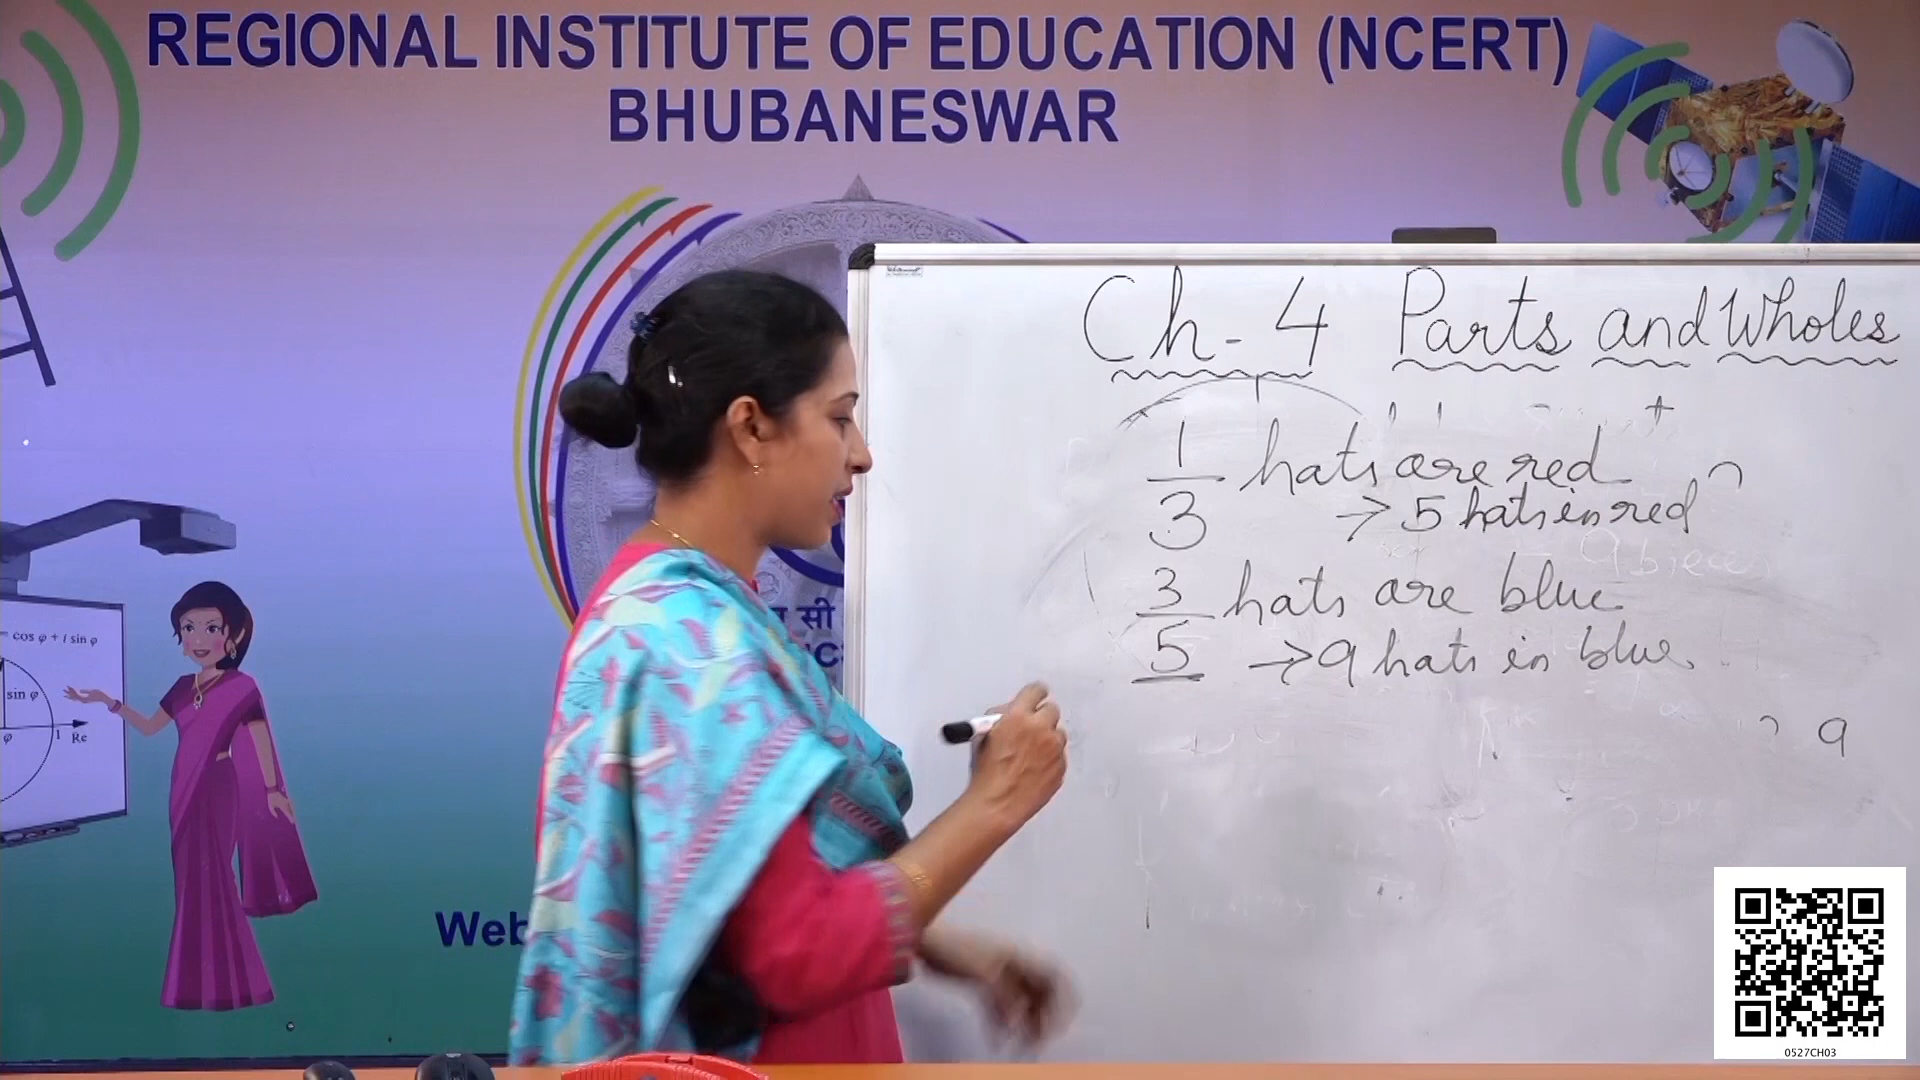 REGIONAL INSTITUTE OF EDUCATION (NCERT)
BHUBANESWAR
Ch-4 Parts and Wholes
1/3 hats are red
→ 5 hats in red
3/5 hats are blue
→ 9 hats in blue
9
cos φ + i sin φ
sin φ
φ
1
Re
सी
Web
0527CH03